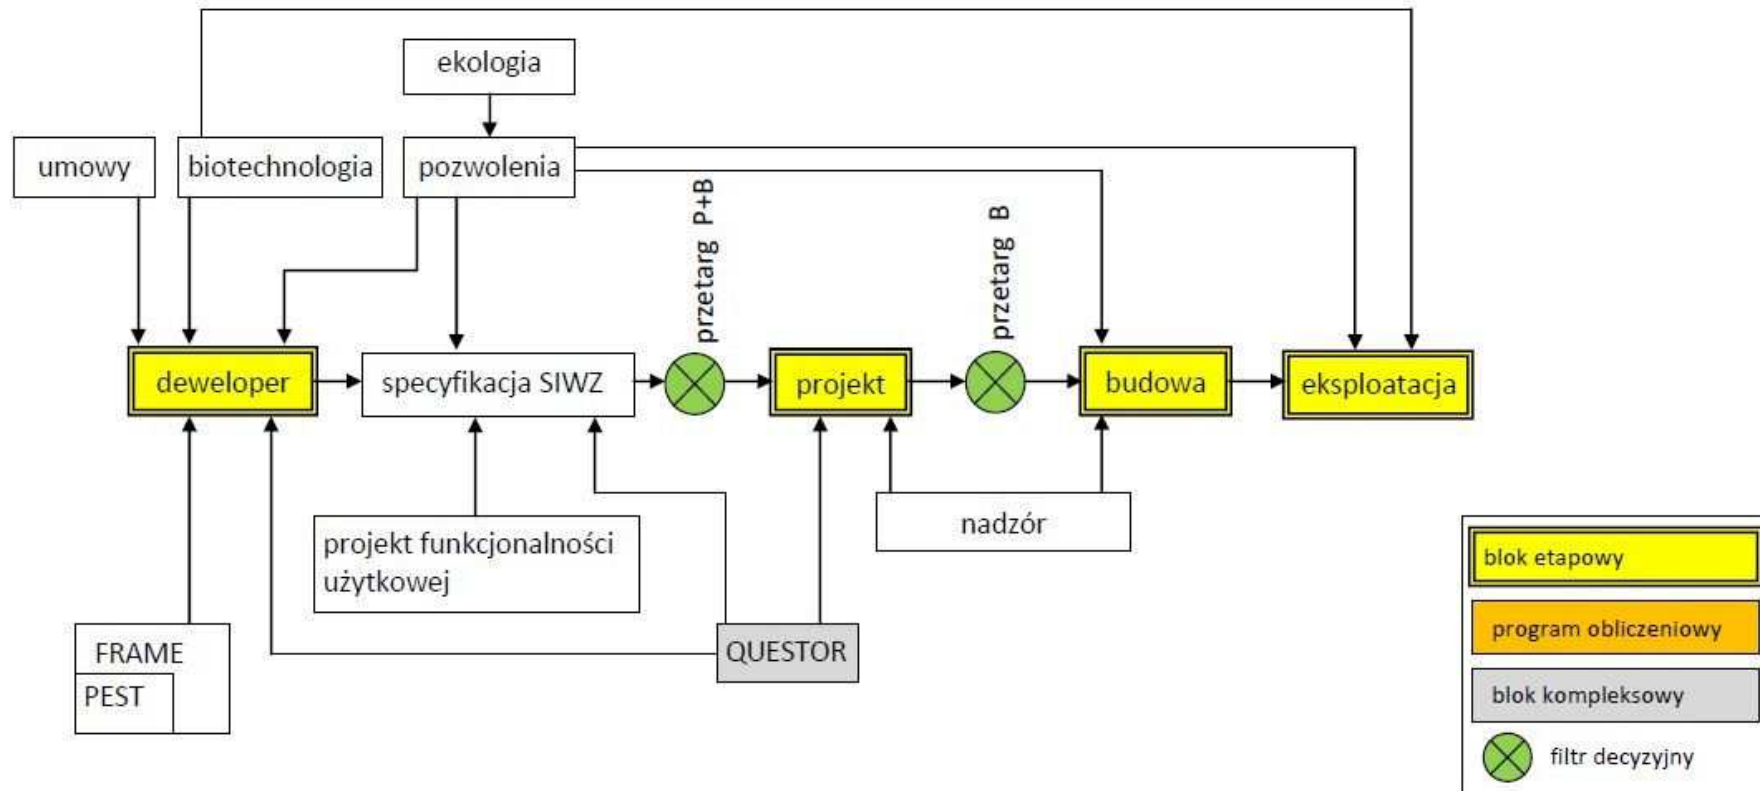 ekologia
umowy
biotechnologia
pozwolenia
przetarg P+B
przetarg B
deweloper
specyfikacja SIWZ
projekt
budowa
eksploatacja
projekt funkcjonalności
użytkowej
nadzór
FRAME
PEST
QUESTOR
blok etapowy
program obliczeniowy
blok kompleksowy
filtr decyzyjny